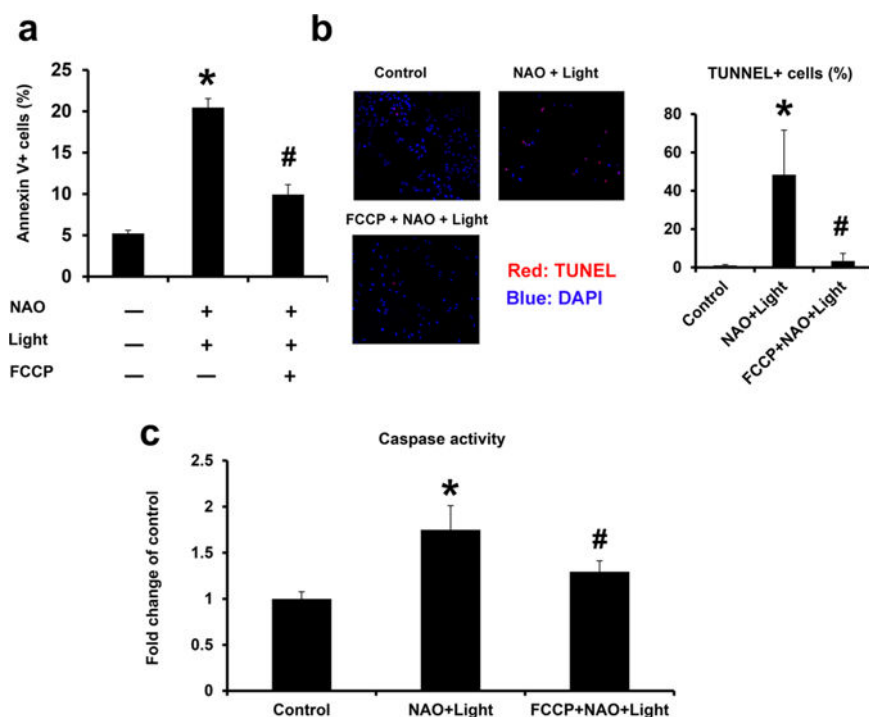 a
Annexin V+ cells (%)
25
20
15
10
5
0
*
#
NAO — + +
Light — + +
FCCP — — +
b
Control
NAO + Light
FCCP + NAO + Light
Red: TUNEL
Blue: DAPI
TUNNEL+ cells (%)
80
60
40
20
0
*
#
Control
NAO+Light
FCCP+NAO+Light
c
Caspase activity
Fold change of control
2.5
2
1.5
1
0.5
0
*
#
Control
NAO+Light
FCCP+NAO+Light